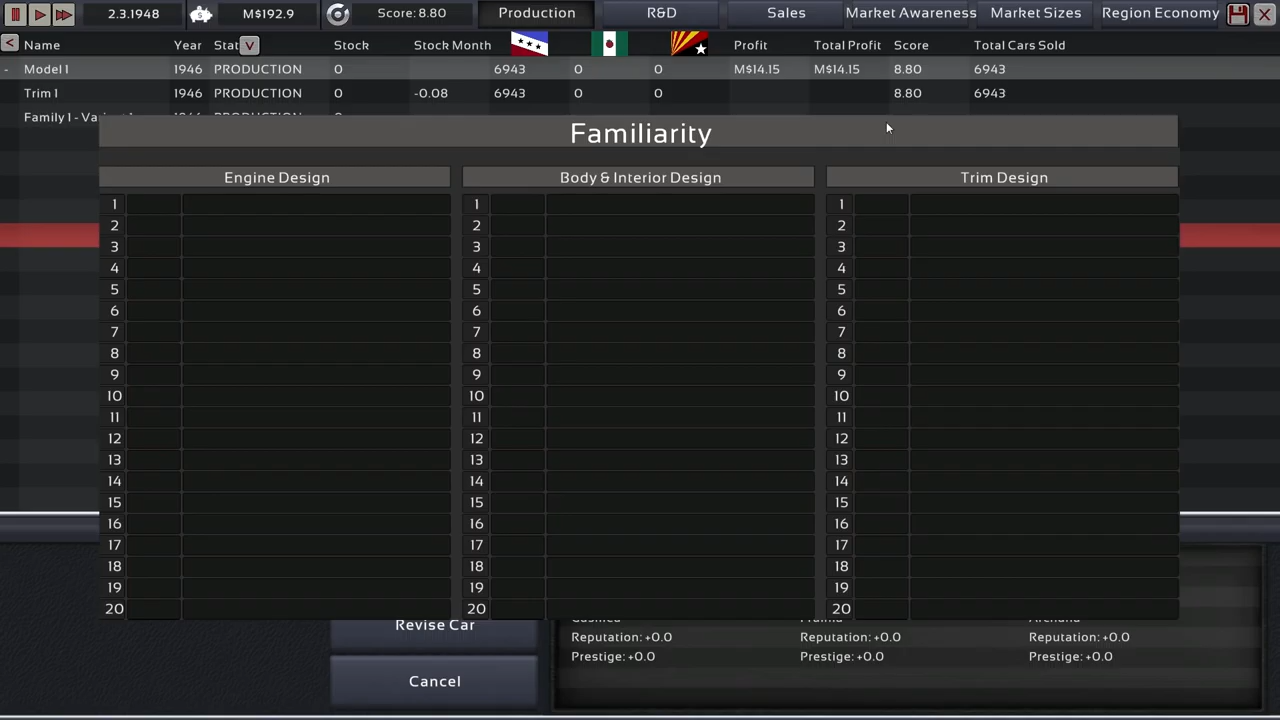 2.3.1948 M$192.9 Score: 8.80 Production R&D Sales Market Awareness Market Sizes Region Economy
< Name Year Stat V Stock Stock Month Profit Total Profit Score Total Cars Sold
- Model 1 1946 PRODUCTION 0 6943 0 0 M$14.15 M$14.15 8.80 6943
Trim 1 1946 PRODUCTION 0 -0.08 6943 0 0 8.80 6943
Family 1 -
Familiarity
Engine Design Body & Interior Design Trim Design
1 1 1
2 2 2
3 3 3
4 4 4
5 5 5
6 6 6
7 7 7
8 8 8
9 9 9
10 10 10
11 11 11
12 12 12
13 13 13
14 14 14
15 15 15
16 16 16
17 17 17
18 18 18
19 19 19
20 20 20
Revise Car
Reputation: +0.0 Reputation: +0.0 Reputation: +0.0
Prestige: +0.0 Prestige: +0.0 Prestige: +0.0
Cancel